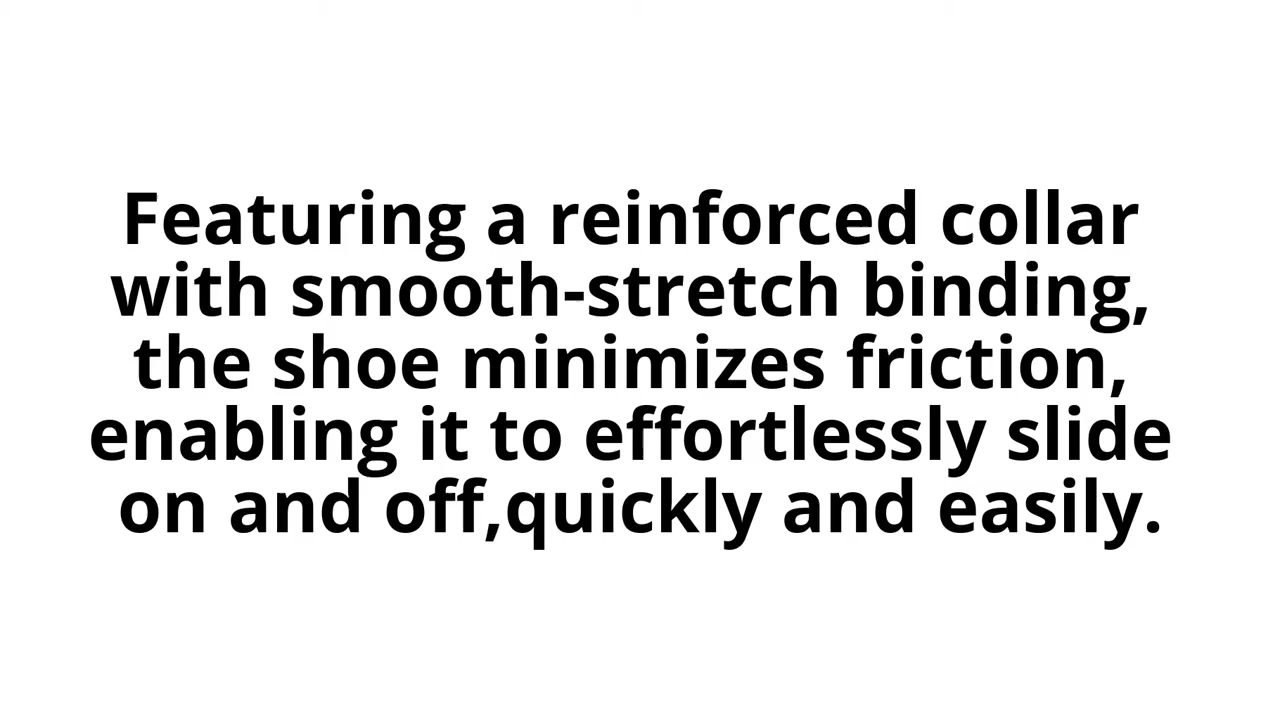 Featuring a reinforced collar
with smooth-stretch binding,
the shoe minimizes friction,
enabling it to effortlessly slide
on and off,quickly and easily.